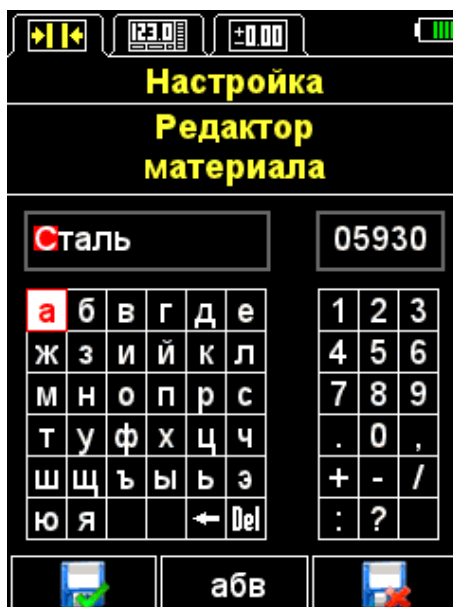 123.0 ±0.00
Настройка
Редактор
материала
Сталь 05930
а б в г д е 1 2 3
ж з и й к л 4 5 6
м н о п р с 7 8 9
т у ф х ц ч . 0 ,
ш щ ъ ы ь э + - /
ю я ← Del : ?
абв